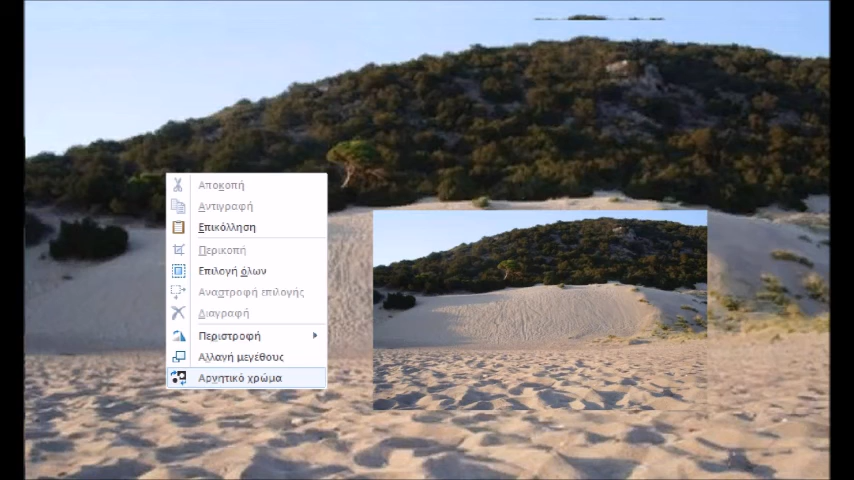 Αποκοπή
Αντιγραφή
Επικόλληση
Περικοπή
Επιλογή όλων
Αναστροφή επιλογής
Διαγραφή
Περιστροφή
Αλλαγή μεγέθους
Αρνητικό χρώμα